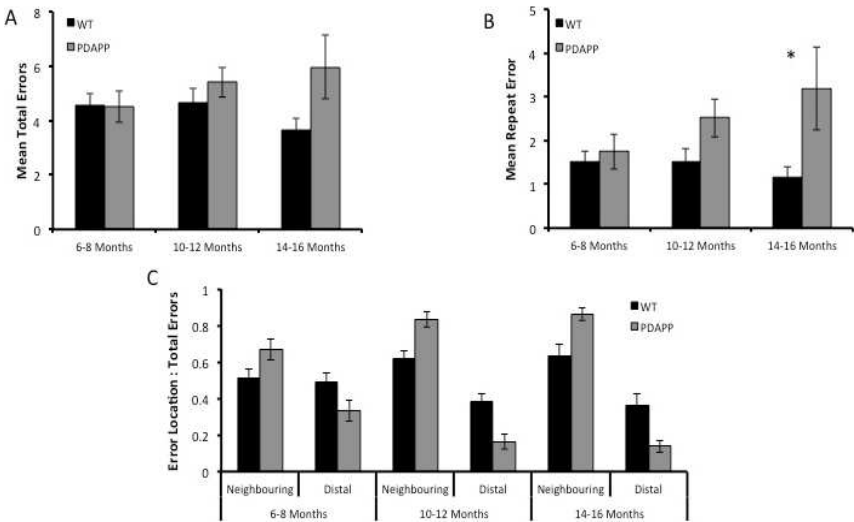 A
WT
PDAPP
Mean Total Errors
8
6
4
2
0
6-8 Months 10-12 Months 14-16 Months
B
WT
PDAPP
*
Mean Repeat Error
5
4
3
2
1
0
6-8 Months 10-12 Months 14-16 Months
C
WT
PDAPP
Error Location : Total Errors
1
0.8
0.6
0.4
0.2
0
Neighbouring Distal Neighbouring Distal Neighbouring Distal
6-8 Months 10-12 Months 14-16 Months